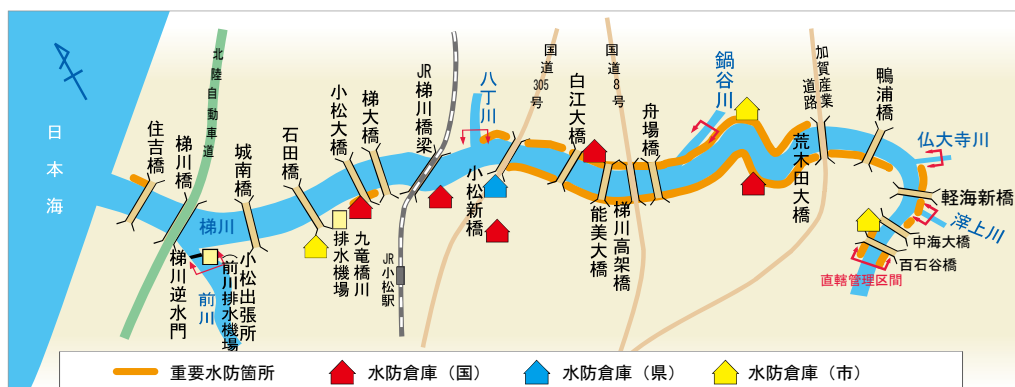 日本海
住吉橋
梯川橋
北陸自動車道
城南橋
梯川
石田橋
小松大橋
梯大橋
JR梯川橋梁
八丁川
国道305号
白江大橋
国道8号
舟場橋
鍋谷川
加賀産業道路
鴨浦橋
仏大寺川
荒木田大橋
軽海新橋
滓上川
中海大橋
百石谷橋
直轄管理区間
小松新橋
能美大橋
梯川高架橋
梯川逆水門
前川
前川排水機場
小松出張所
排水機場
九竜橋川
JR小松駅
重要水防箇所
水防倉庫（国）
水防倉庫（県）
水防倉庫（市）